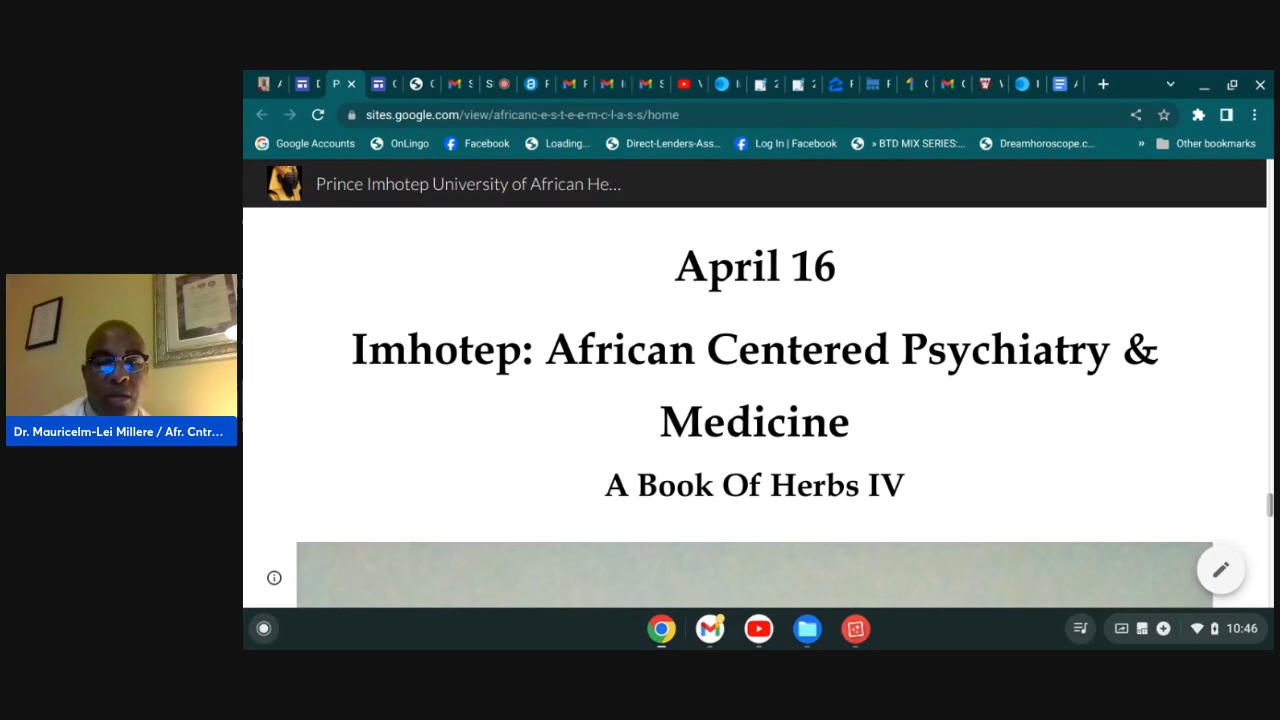 sites.google.com/view/africanc-e-s-t-e-e-m-c-l-a-s-s/home
Google Accounts
OnLingo
Facebook
Loading...
Direct-Lenders-Ass...
Log In | Facebook
» BTD MIX SERIES:...
Dreamhoroscope.c...
»
Other bookmarks
Prince Imhotep University of African He...
April 16
Imhotep: African Centered Psychiatry &
Medicine
A Book Of Herbs IV
Dr. Mauricelm-Lei Millere / Afr. Cntr...
10:46